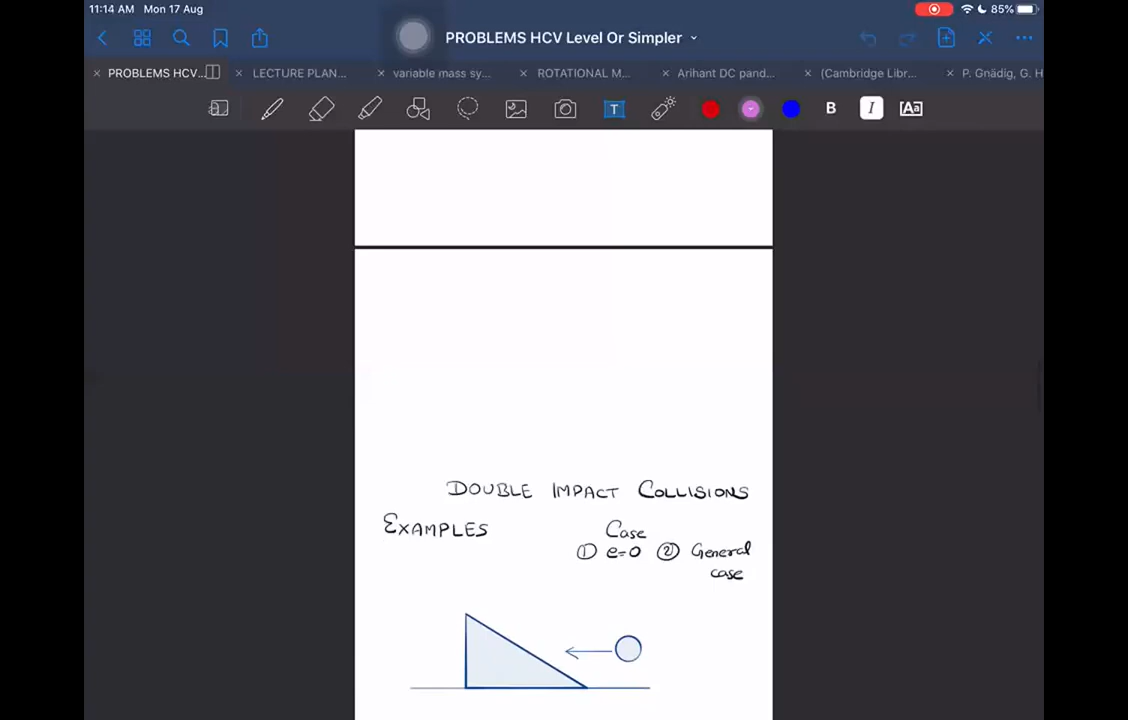 11:14 AM Mon 17 Aug
85%
PROBLEMS HCV Level Or Simpler
PROBLEMS HCV...
LECTURE PLAN...
variable mass sy...
ROTATIONAL M...
Arihant DC pand...
(Cambridge Libr...
P. Gnädig, G. H
T
B
I
Aa
DOUBLE IMPACT COLLISIONS
EXAMPLES
Case
① e=0 ② General
case